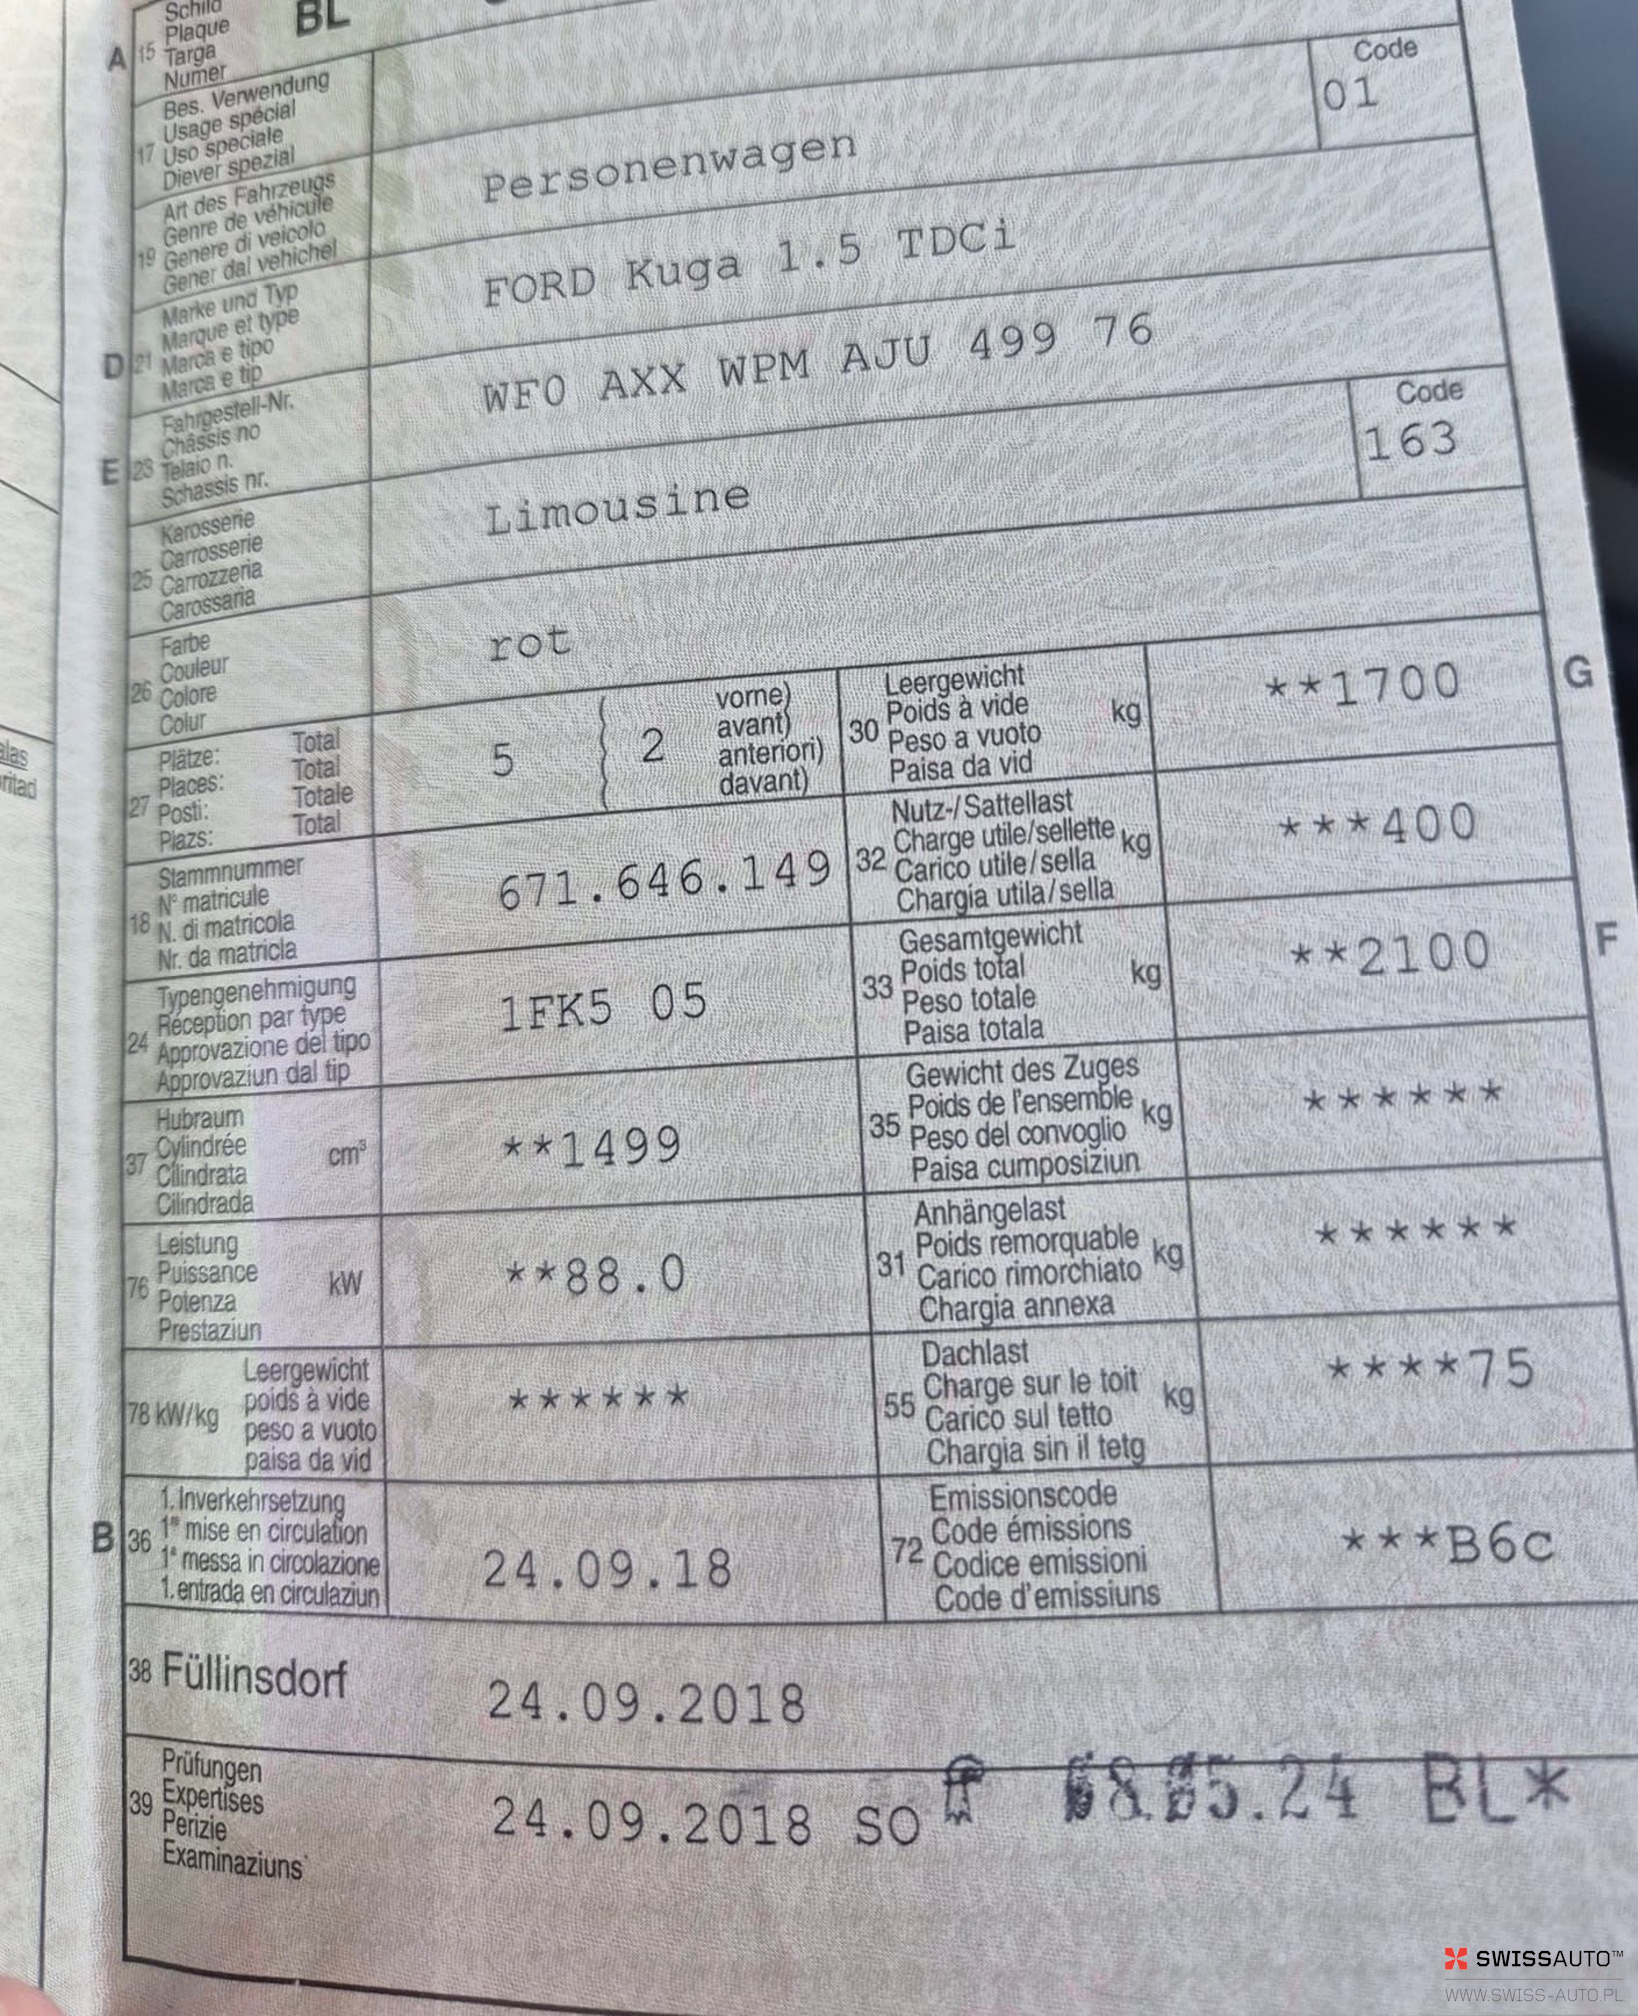 Schild
Plaque
A 15 Targa
Numer
BL
Bes. Verwendung
Usage spécial
17 Uso speciale
Diever spezial
Art des Fahrzeugs
Genre de véhicule
19 Genere di veicolo
Gener dal vehichel
Personenwagen
Code
01
Marke und Typ
Marque et type
D 21 Marca e tipo
Marca e tip
FORD Kuga 1.5 TDCi
Fahrgestell-Nr.
Châssis no
E 23 Telaio n.
Schassis nr.
WF0 AXX WPM AJU 499 76
Karosserie
Carrosserie
25 Carrozzeria
Carossaria
Limousine
Code
163
Farbe
Couleur
26 Colore
Colur
rot
Plätze: Total
Places: Total
27 Posti: Totale
Plazs: Total
5 { 2
vorne)
avant)
anteriori)
davant)
Leergewicht
Poids à vide
30 Peso a vuoto kg
Paisa da vid
**1700
G
Stammnummer
N° matricule
18 N. di matricola
Nr. da matricla
671.646.149
Nutz-/Sattellast
Charge utile/sellette
32 Carico utile/sella kg
Chargia utila/sella
***400
Typengenehmigung
Réception par type
24 Approvazione del tipo
Approvaziun dal tip
1FK5 05
Gesamtgewicht
Poids total
33 Peso totale kg
Paisa totala
**2100
F
Hubraum
Cylindrée
37 Cilindrata cm³
Cilindrada
**1499
Gewicht des Zuges
Poids de l'ensemble
35 Peso del convoglio kg
Paisa cumposiziun
******
Leistung
Puissance
76 Potenza kW
Prestaziun
**88.0
Anhängelast
Poids remorquable
31 Carico rimorchiato kg
Chargia annexa
******
Leergewicht
78 kW/kg poids à vide
peso a vuoto
paisa da vid
******
Dachlast
Charge sur le toit
55 Carico sul tetto kg
Chargia sin il tetg
****75
1. Inverkehrsetzung
B 36 1re mise en circulation
1a messa in circolazione
1. entrada en circulaziun
24.09.18
Emissionscode
Code émissions
72 Codice emissioni
Code d'emissiuns
***B6c
38 Füllinsdorf
24.09.2018
Prüfungen
39 Expertises
Perizie
Examinaziuns
24.09.2018 SO
.24 BL*
alas
SWISSAUTO™
WWW.SWISS-AUTO.PL